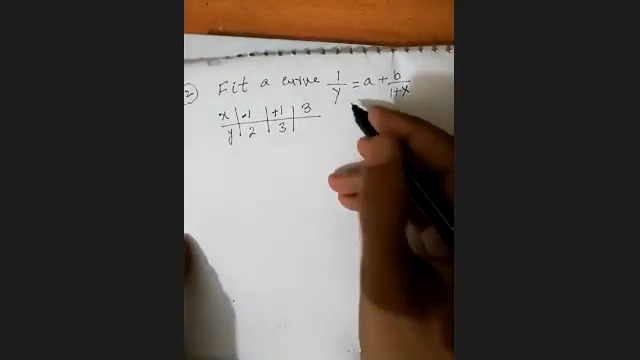 2) Fit a curve 1/y = a + b/(1+x)
x | -1 | +1 | 3
y | 2 | 3 |